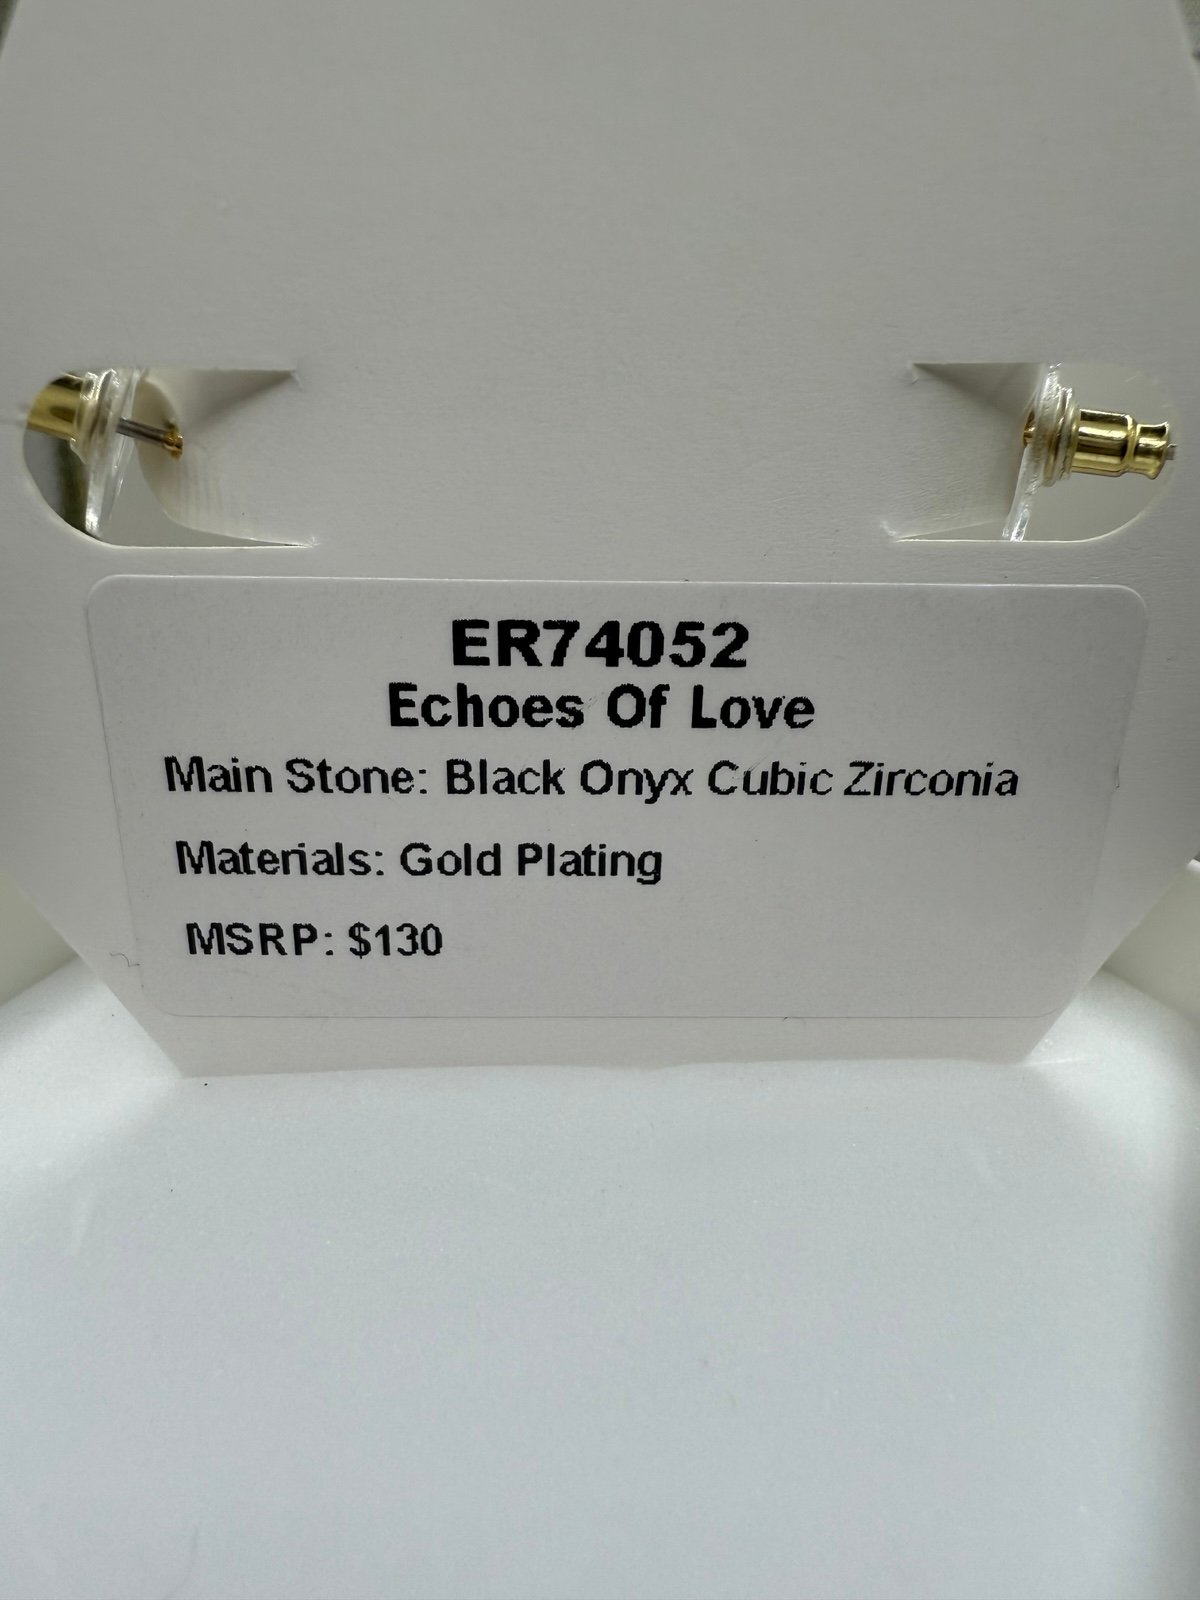 ER74052
Echoes Of Love
Main Stone: Black Onyx Cubic Zirconia
Materials: Gold Plating
MSRP: $130